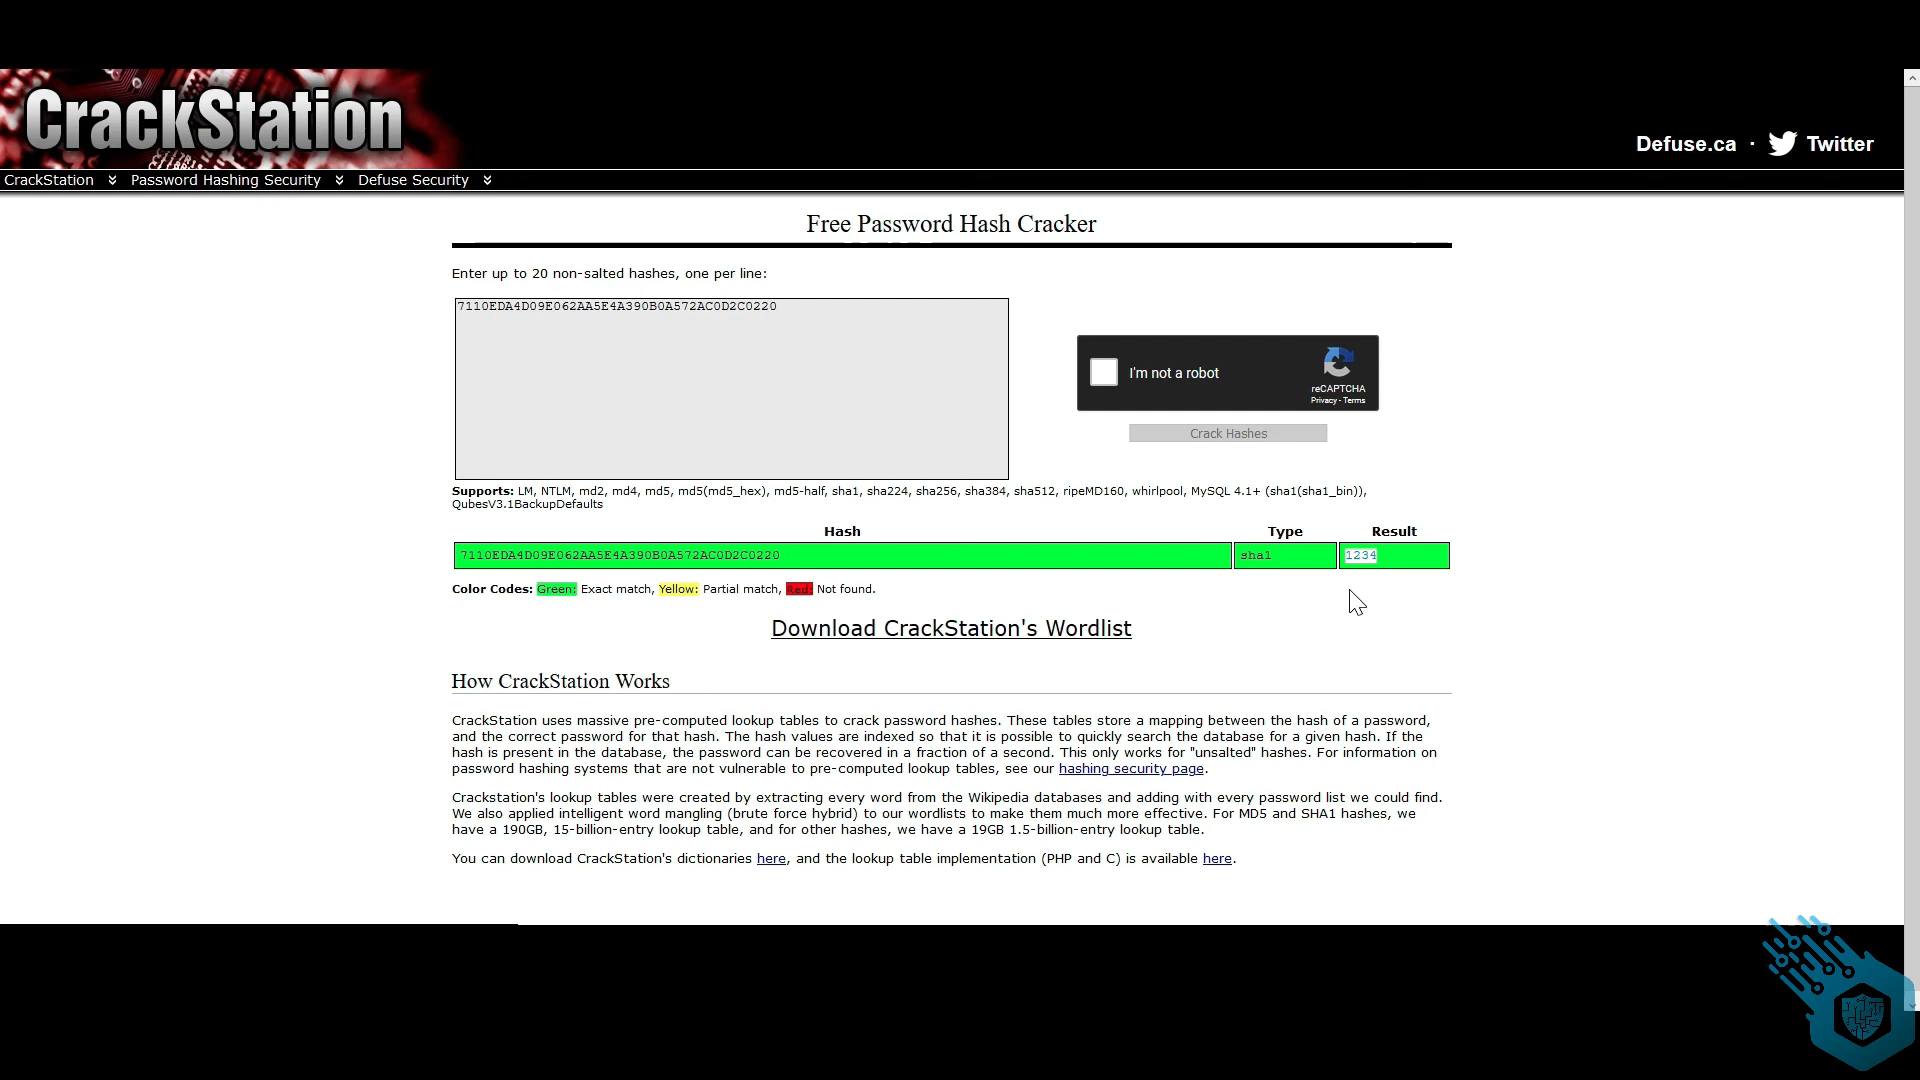 CrackStation
Defuse.ca · Twitter
CrackStation Password Hashing Security Defuse Security
Free Password Hash Cracker
Enter up to 20 non-salted hashes, one per line:
7110EDA4D09E062AA5E4A390B0A572AC0D2C0220
I'm not a robot
reCAPTCHA
Privacy - Terms
Crack Hashes
Supports: LM, NTLM, md2, md4, md5, md5(md5_hex), md5-half, sha1, sha224, sha256, sha384, sha512, ripeMD160, whirlpool, MySQL 4.1+ (sha1(sha1_bin)),
QubesV3.1BackupDefaults
Hash Type Result
7110EDA4D09E062AA5E4A390B0A572AC0D2C0220 sha1 1234
Color Codes: Green: Exact match, Yellow: Partial match, Red: Not found.
Download CrackStation's Wordlist
How CrackStation Works
CrackStation uses massive pre-computed lookup tables to crack password hashes. These tables store a mapping between the hash of a password,
and the correct password for that hash. The hash values are indexed so that it is possible to quickly search the database for a given hash. If the
hash is present in the database, the password can be recovered in a fraction of a second. This only works for "unsalted" hashes. For information on
password hashing systems that are not vulnerable to pre-computed lookup tables, see our hashing security page.
Crackstation's lookup tables were created by extracting every word from the Wikipedia databases and adding with every password list we could find.
We also applied intelligent word mangling (brute force hybrid) to our wordlists to make them much more effective. For MD5 and SHA1 hashes, we
have a 190GB, 15-billion-entry lookup table, and for other hashes, we have a 19GB 1.5-billion-entry lookup table.
You can download CrackStation's dictionaries here, and the lookup table implementation (PHP and C) is available here.